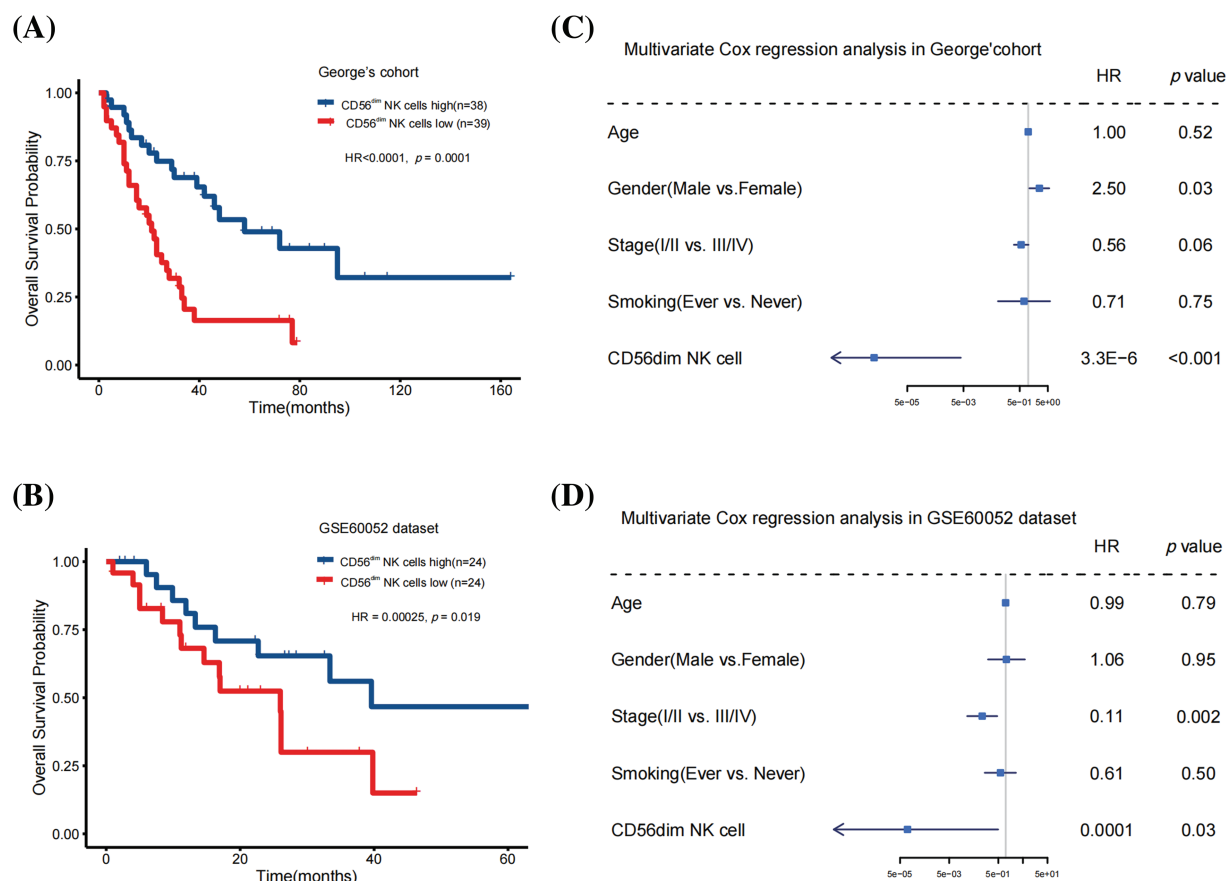 (A)
George's cohort
CD56dim NK cells high(n=38)
CD56dim NK cells low (n=39)
HR<0.0001, p = 0.0001
Overall Survival Probability
1.00
0.75
0.50
0.25
0.00
0 40 80 120 160
Time(months)
(C)
Multivariate Cox regression analysis in George'cohort
HR p value
Age 1.00 0.52
Gender(Male vs.Female) 2.50 0.03
Stage(I/II vs. III/IV) 0.56 0.06
Smoking(Ever vs. Never) 0.71 0.75
CD56dim NK cell 3.3E−6 <0.001
5e−05 5e−03 5e−01 5e+00
(B)
GSE60052 dataset
CD56dim NK cells high(n=24)
CD56dim NK cells low (n=24)
HR = 0.00025, p = 0.019
Overall Survival Probability
1.00
0.75
0.50
0.25
0.00
0 20 40 60
Time(months)
(D)
Multivariate Cox regression analysis in GSE60052 dataset
HR p value
Age 0.99 0.79
Gender(Male vs.Female) 1.06 0.95
Stage(I/II vs. III/IV) 0.11 0.002
Smoking(Ever vs. Never) 0.61 0.50
CD56dim NK cell 0.0001 0.03
5e−05 5e−03 5e−01 5e+01